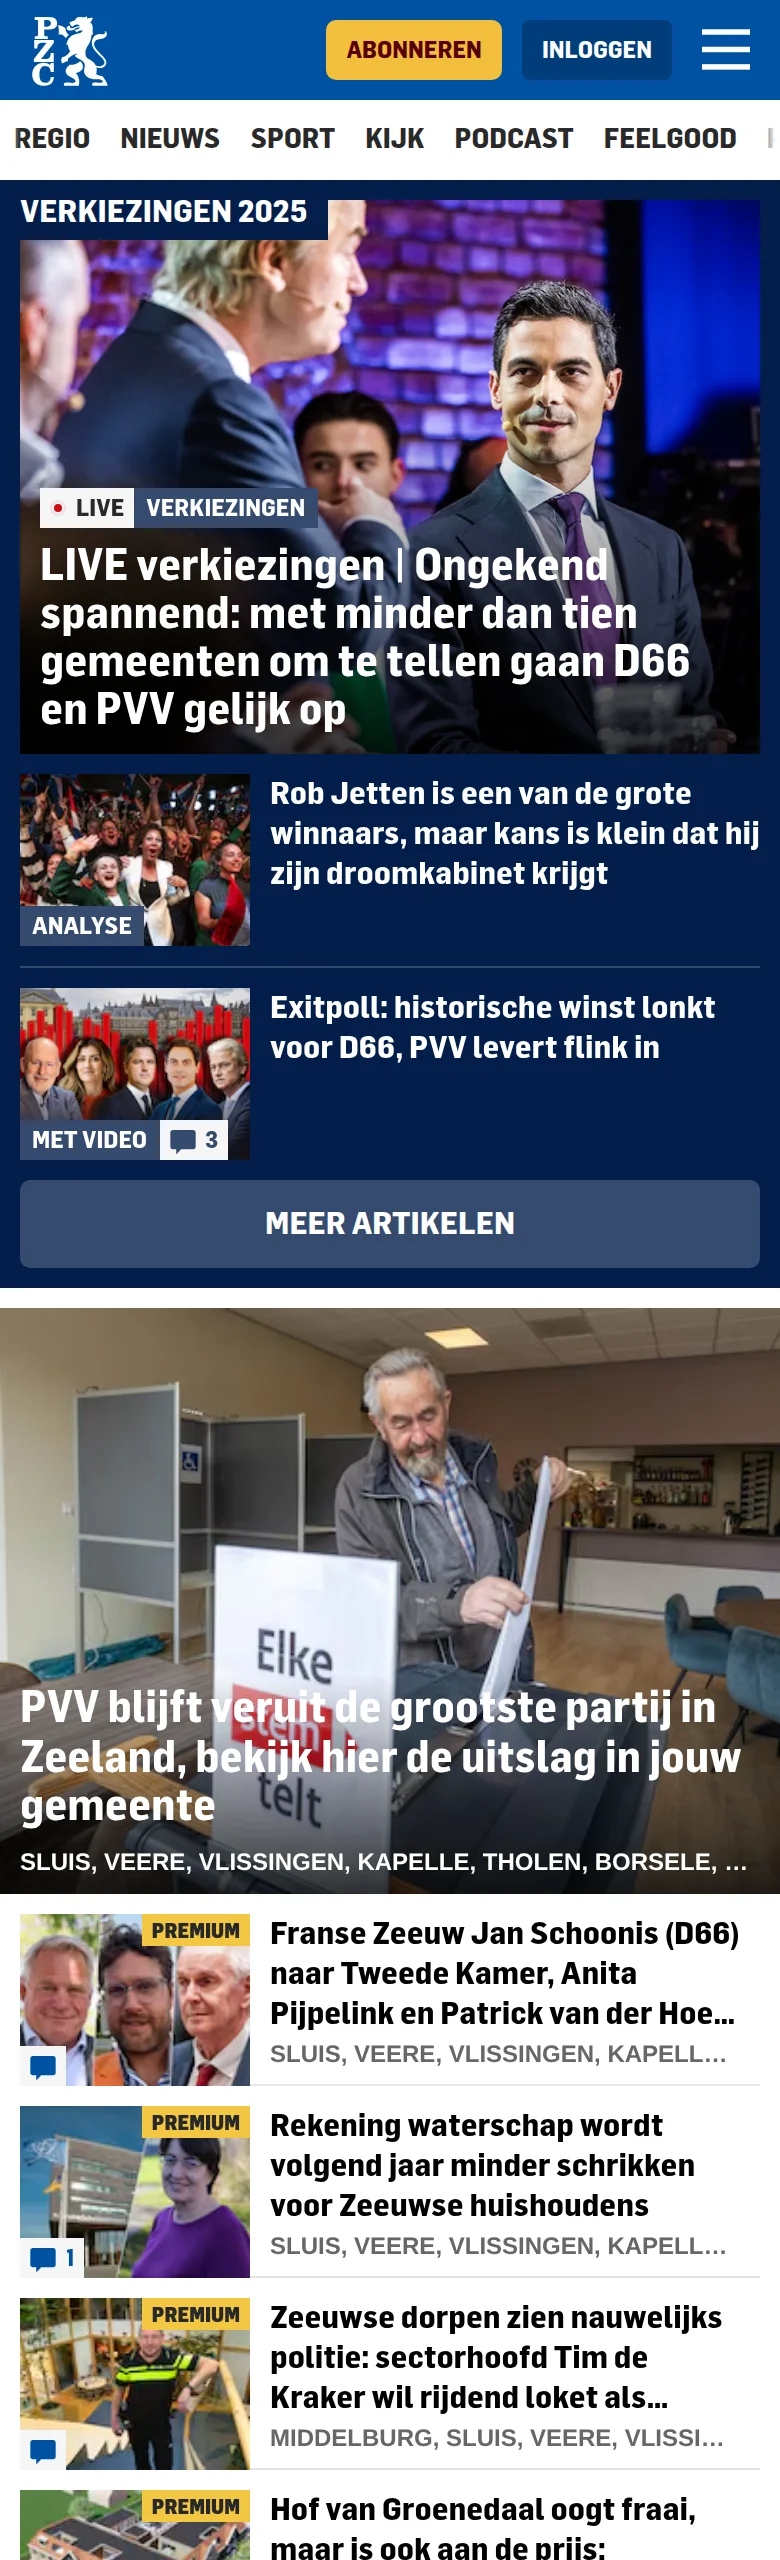 PZC
ABONNEREN
INLOGGEN
REGIO NIEUWS SPORT KIJK PODCAST FEELGOOD
VERKIEZINGEN 2025
LIVE VERKIEZINGEN
LIVE verkiezingen | Ongekend
spannend: met minder dan tien
gemeenten om te tellen gaan D66
en PVV gelijk op
Rob Jetten is een van de grote
winnaars, maar kans is klein dat hij
zijn droomkabinet krijgt
ANALYSE
Exitpoll: historische winst lonkt
voor D66, PVV levert flink in
MET VIDEO 3
MEER ARTIKELEN
Elke
stem
telt
PVV blijft veruit de grootste partij in
Zeeland, bekijk hier de uitslag in jouw
gemeente
SLUIS, VEERE, VLISSINGEN, KAPELLE, THOLEN, BORSELE, ...
PREMIUM
Franse Zeeuw Jan Schoonis (D66)
naar Tweede Kamer, Anita
Pijpelink en Patrick van der Hoe...
SLUIS, VEERE, VLISSINGEN, KAPELL...
PREMIUM
Rekening waterschap wordt
volgend jaar minder schrikken
voor Zeeuwse huishoudens
SLUIS, VEERE, VLISSINGEN, KAPELL...
1
PREMIUM
Zeeuwse dorpen zien nauwelijks
politie: sectorhoofd Tim de
Kraker wil rijdend loket als...
MIDDELBURG, SLUIS, VEERE, VLISSI...
PREMIUM
Hof van Groenedaal oogt fraai,
maar is ook aan de prijs: